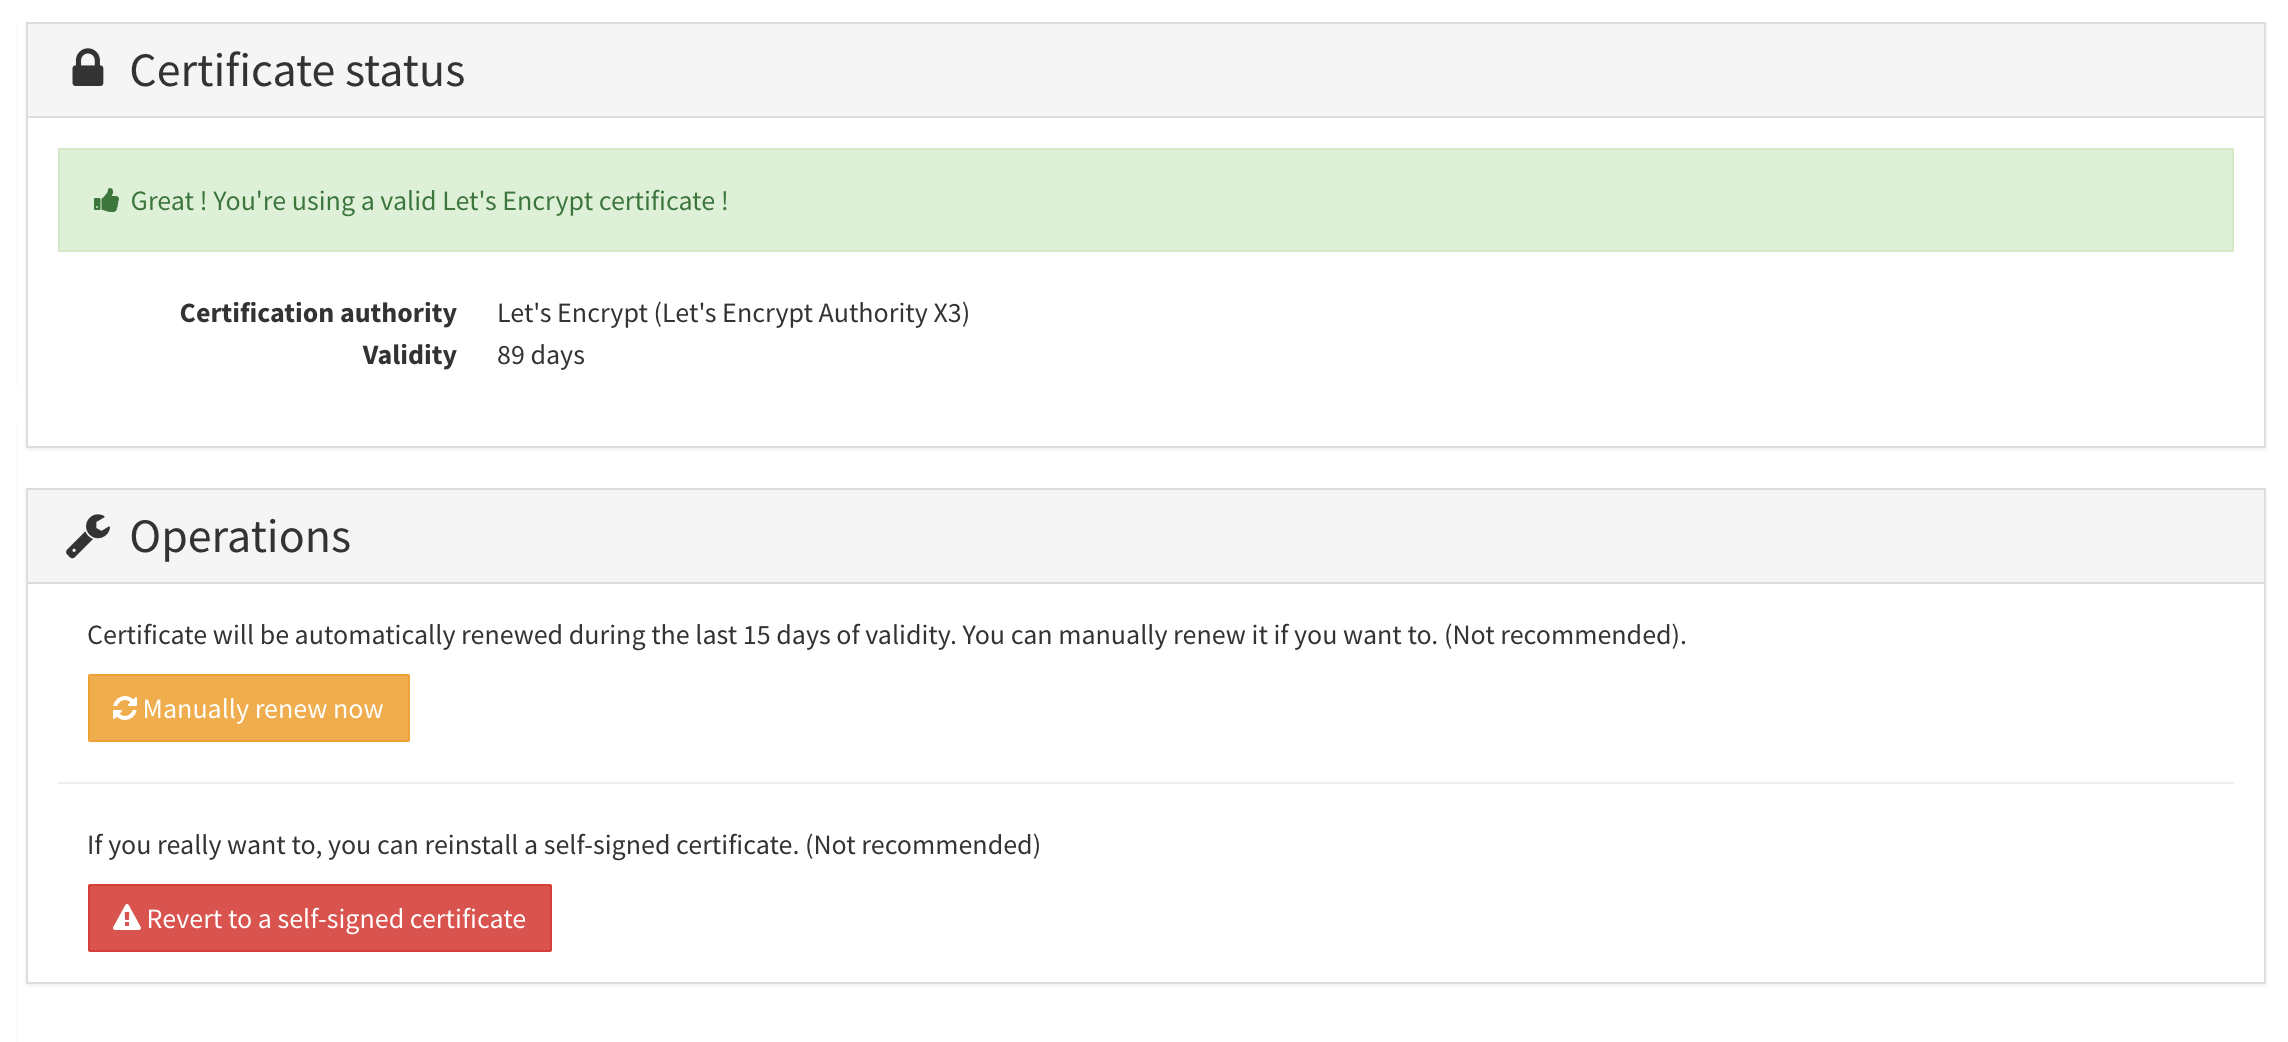 Certificate status
Great ! You're using a valid Let's Encrypt certificate !
Certification authority Let's Encrypt (Let's Encrypt Authority X3)
Validity 89 days
Operations
Certificate will be automatically renewed during the last 15 days of validity. You can manually renew it if you want to. (Not recommended).
Manually renew now
If you really want to, you can reinstall a self-signed certificate. (Not recommended)
Revert to a self-signed certificate